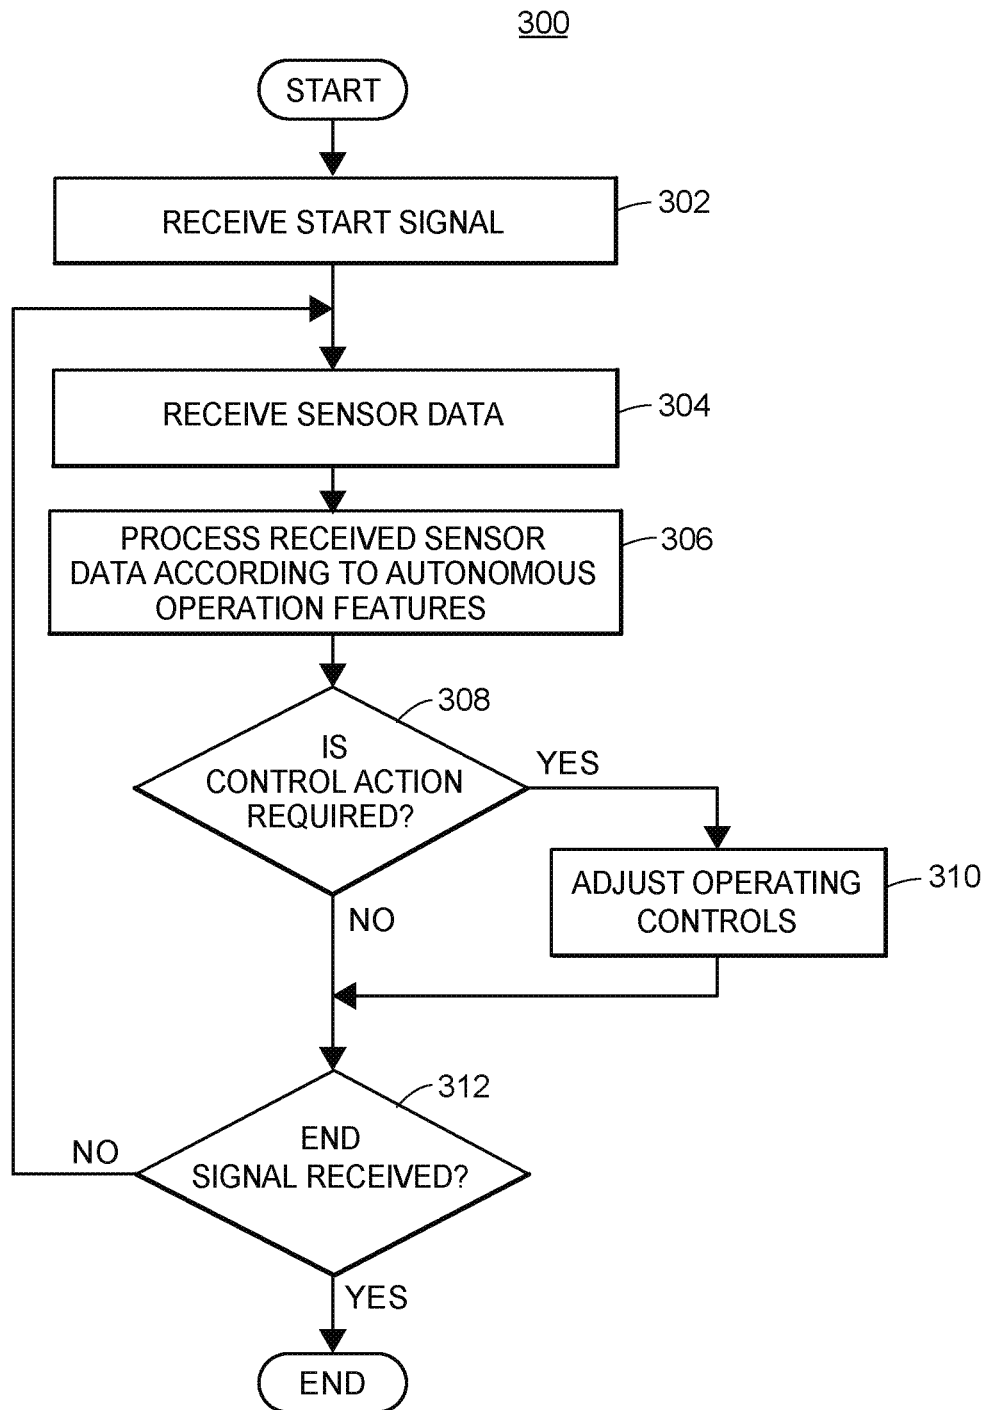 300
START
RECEIVE START SIGNAL
302
RECEIVE SENSOR DATA
304
PROCESS RECEIVED SENSOR
DATA ACCORDING TO AUTONOMOUS
OPERATION FEATURES
306
308
IS
CONTROL ACTION
REQUIRED?
YES
NO
ADJUST OPERATING
CONTROLS
310
312
END
SIGNAL RECEIVED?
NO
YES
END